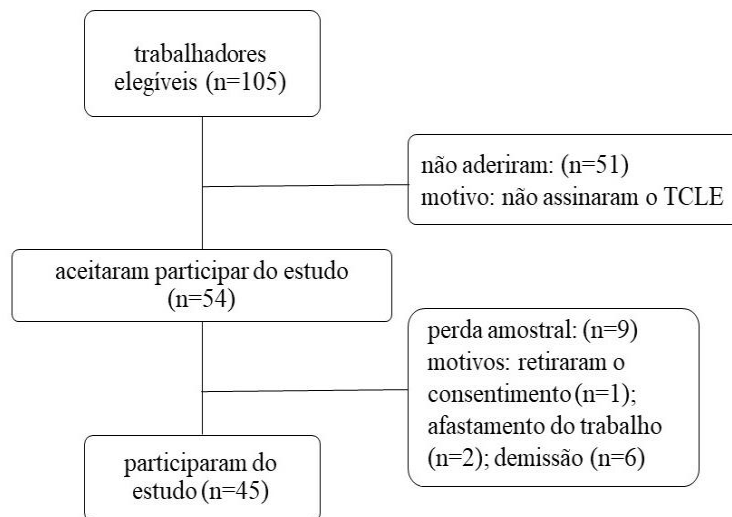 trabalhadores
elegíveis (n=105)
não aderiram: (n=51)
motivo: não assinaram o TCLE
aceitaram participar do estudo
(n=54)
perda amostral: (n=9)
motivos: retiraram o
consentimento (n=1);
afastamento do trabalho
(n=2); demissão (n=6)
participaram do
estudo (n=45)